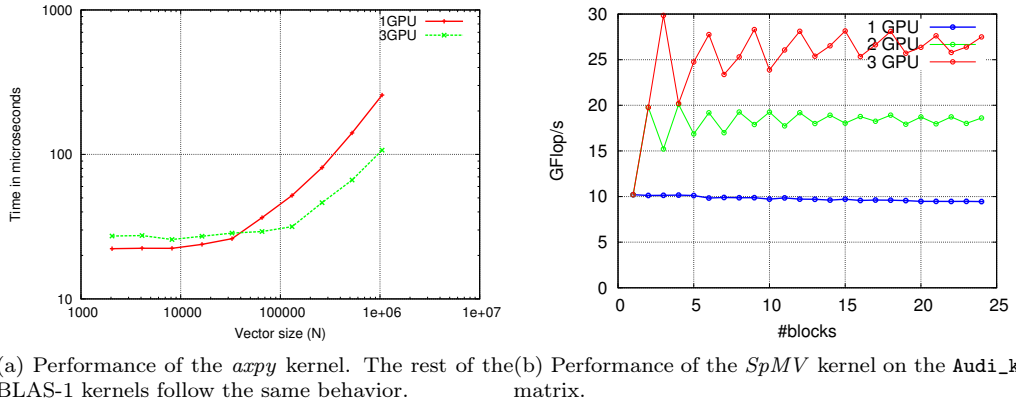 1000
100
10
Time in microseconds
1GPU
3GPU
1000 10000 100000 1e+06 1e+07
Vector size (N)
30
25
20
15
10
5
0
GFlop/s
1 GPU
2 GPU
3 GPU
0 5 10 15 20 25
#blocks
(a) Performance of the axpy kernel. The rest of the
BLAS-1 kernels follow the same behavior.
(b) Performance of the SpMV kernel on the Audi_k
matrix.